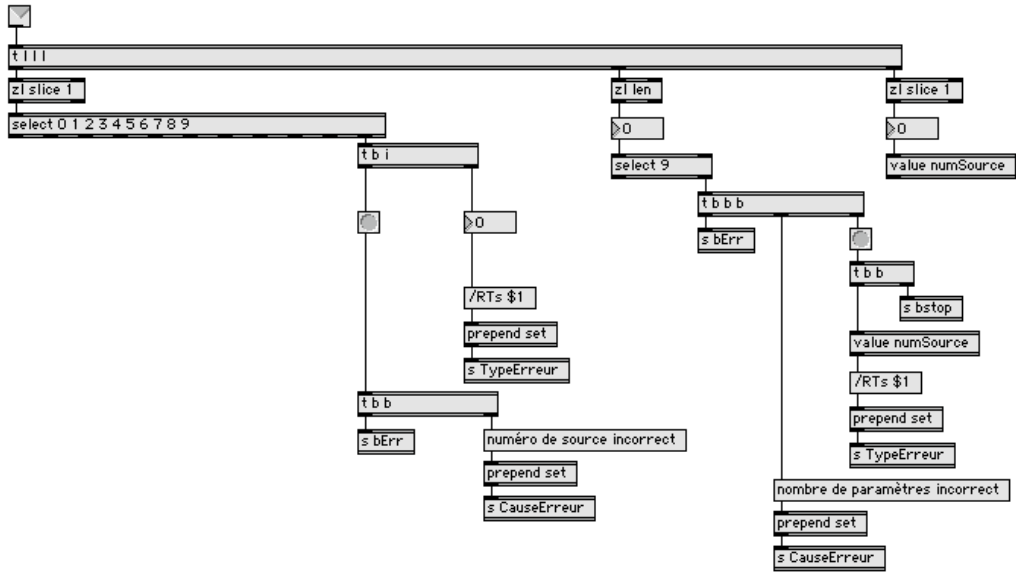 t l l l
zl slice 1
zl len
zl slice 1
select 0 1 2 3 4 5 6 7 8 9
0
0
t b i
select 9
value numSource
t b b b
0
s bErr
t b b
/RTs $1
s bstop
prepend set
value numSource
s TypeErreur
/RTs $1
t b b
prepend set
s bErr
numéro de source incorrect
s TypeErreur
prepend set
nombre de paramètres incorrect
s CauseErreur
prepend set
s CauseErreur